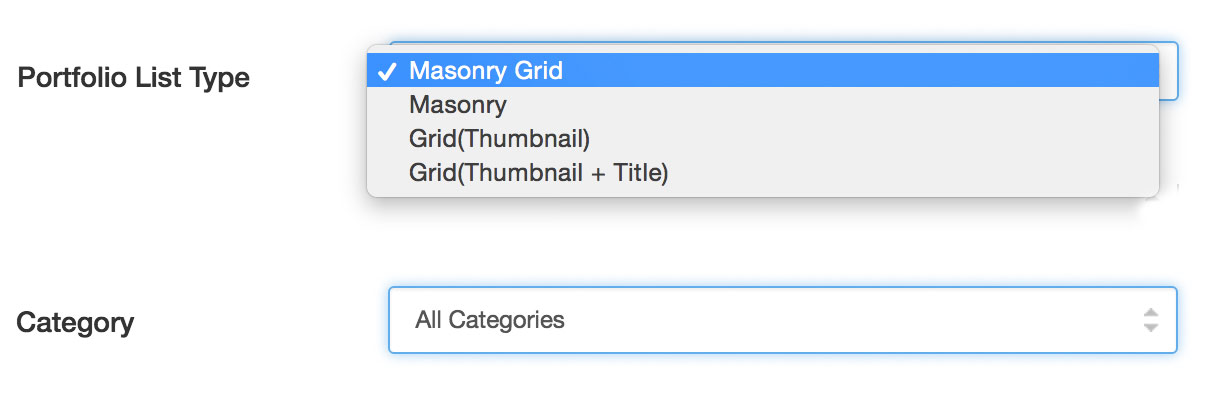 Portfolio List Type
Masonry Grid
Masonry
Grid(Thumbnail)
Grid(Thumbnail + Title)
Category
All Categories